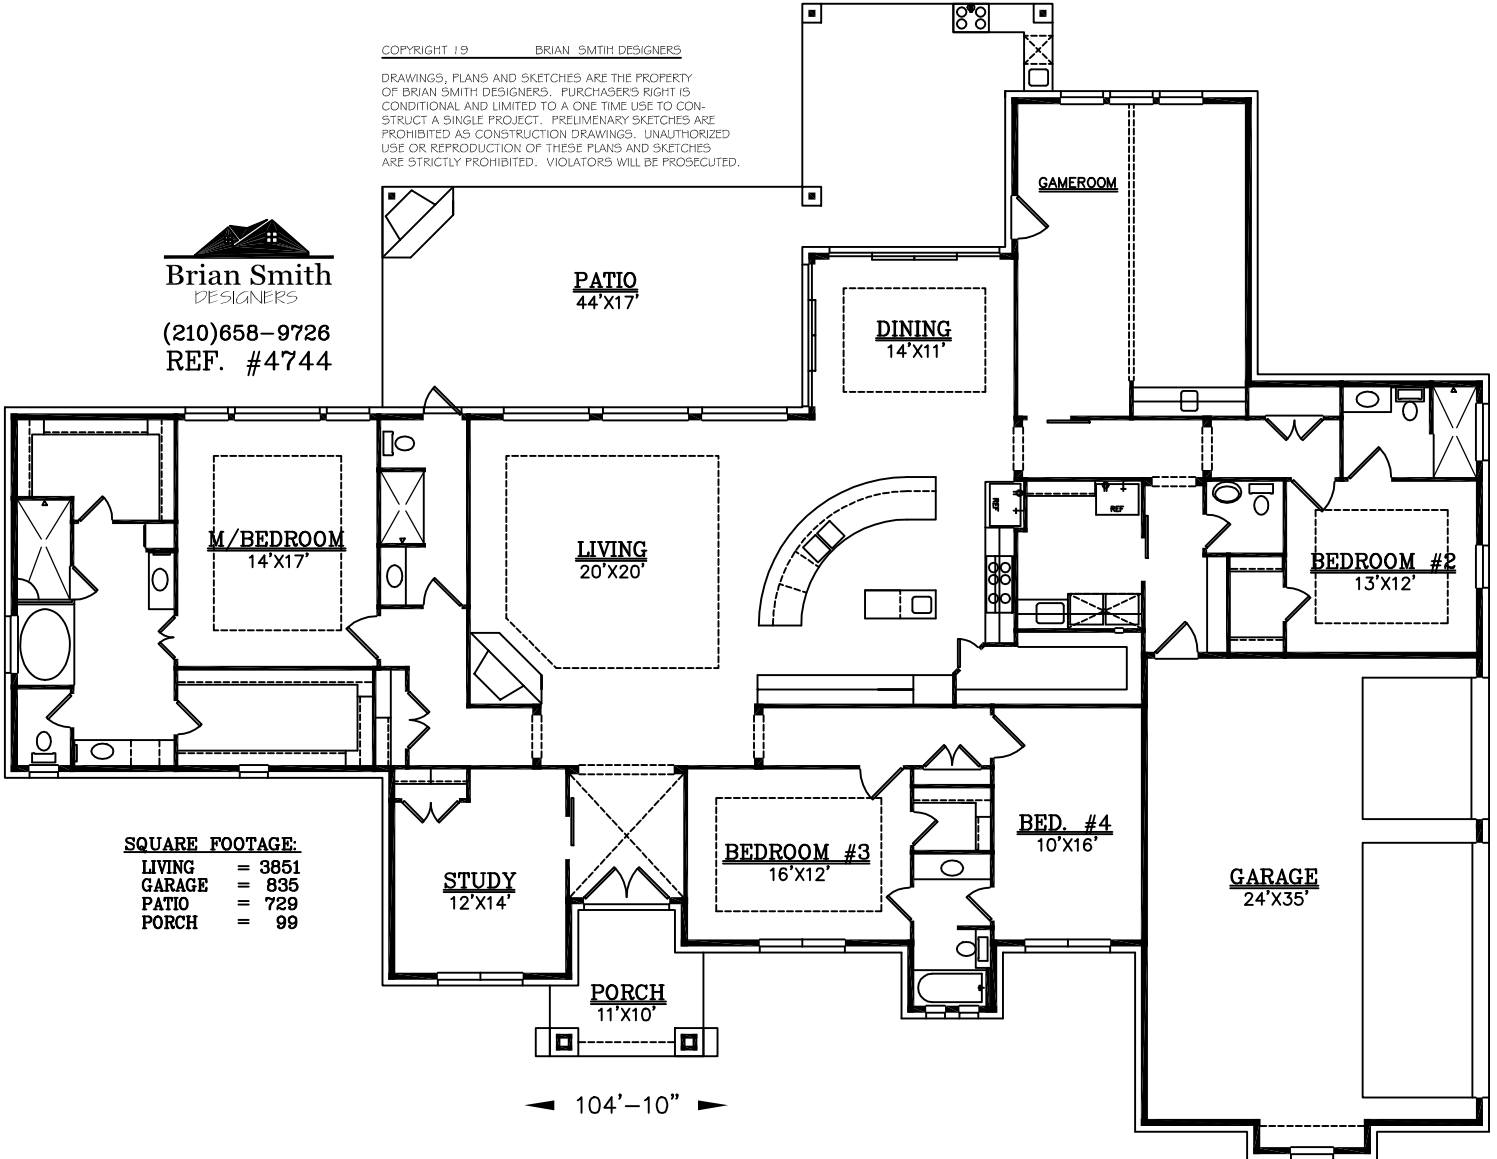 COPYRIGHT 19 BRIAN SMTIH DESIGNERS
DRAWINGS, PLANS AND SKETCHES ARE THE PROPERTY
OF BRIAN SMITH DESIGNERS. PURCHASER'S RIGHT IS
CONDITIONAL AND LIMITED TO A ONE TIME USE TO CON-
STRUCT A SINGLE PROJECT. PRELIMENARY SKETCHES ARE
PROHIBITED AS CONSTRUCTION DRAWINGS. UNAUTHORIZED
USE OR REPRODUCTION OF THESE PLANS AND SKETCHES
ARE STRICTLY PROHIBITED. VIOLATORS WILL BE PROSECUTED.
Brian Smith
DESIGNERS
(210)658-9726
REF. #4744
PATIO
44'X17'
GAMEROOM
DINING
14'X11'
M/BEDROOM
14'X17'
LIVING
20'X20'
REF
REF
BEDROOM #2
13'X12'
BED. #4
10'X16'
BEDROOM #3
16'X12'
STUDY
12'X14'
GARAGE
24'X35'
PORCH
11'X10'
SQUARE FOOTAGE:
LIVING = 3851
GARAGE = 835
PATIO = 729
PORCH = 99
104'-10"